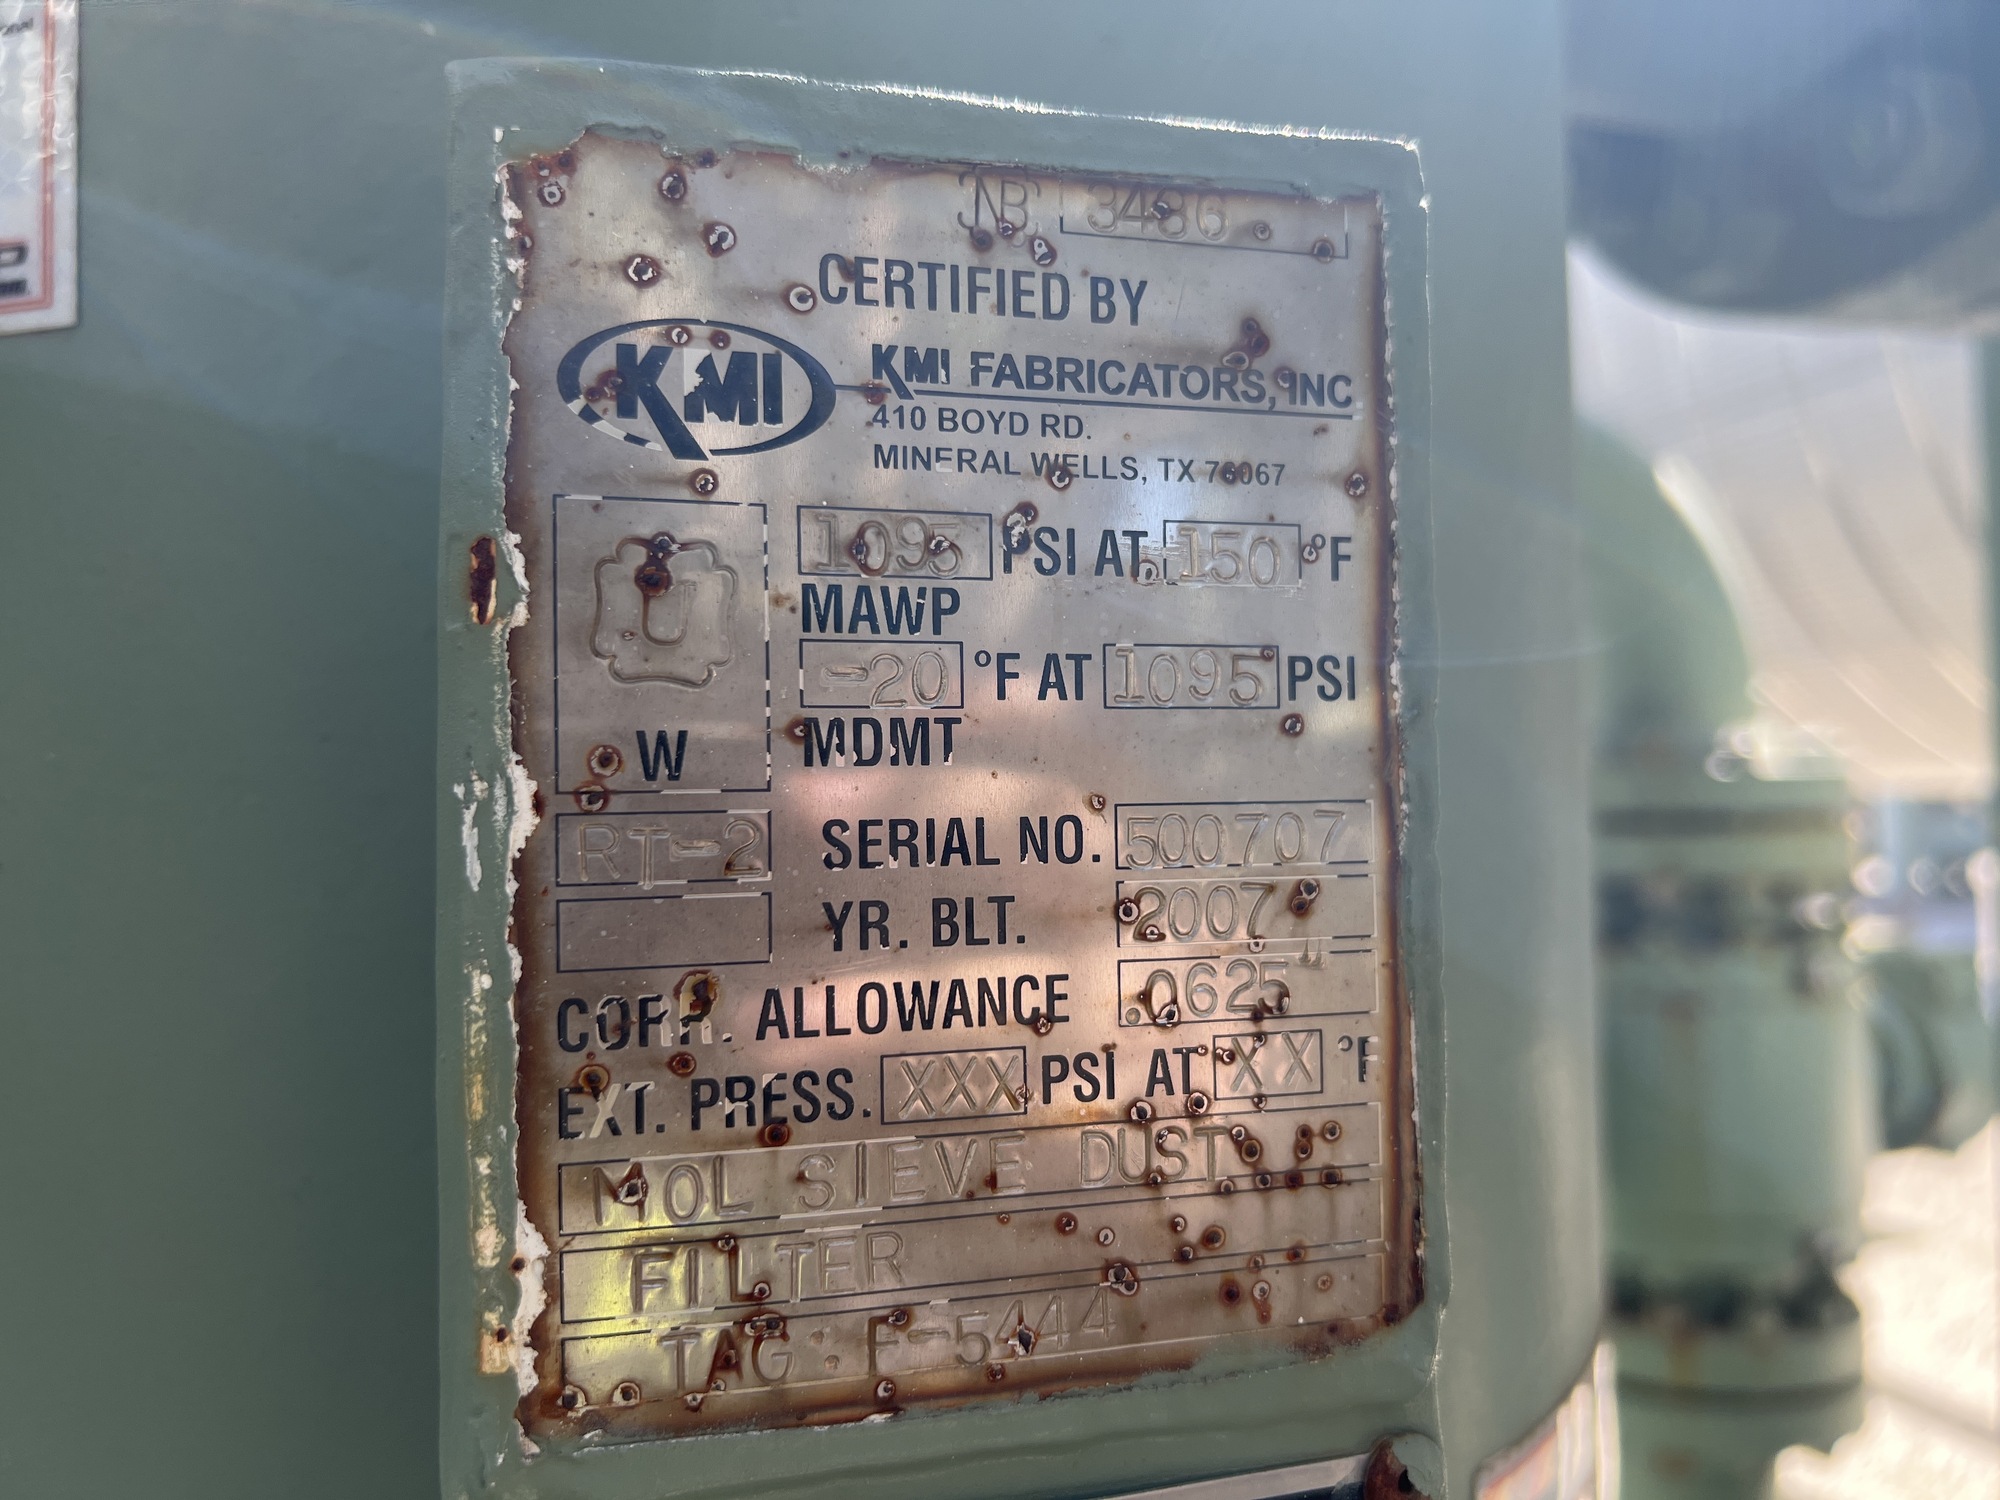 NB 3486
CERTIFIED BY
KMI KMI FABRICATORS, INC
410 BOYD RD.
MINERAL WELLS, TX 76067
U
W
1095 PSI AT 150 °F
MAWP
-20 °F AT 1095 PSI
MDMT
RT-2 SERIAL NO. 500707
YR. BLT. 2007
CORR. ALLOWANCE .0625"
EXT. PRESS. XXX PSI AT XX °F
MOL SIEVE DUST
FILTER
TAG: F-5444